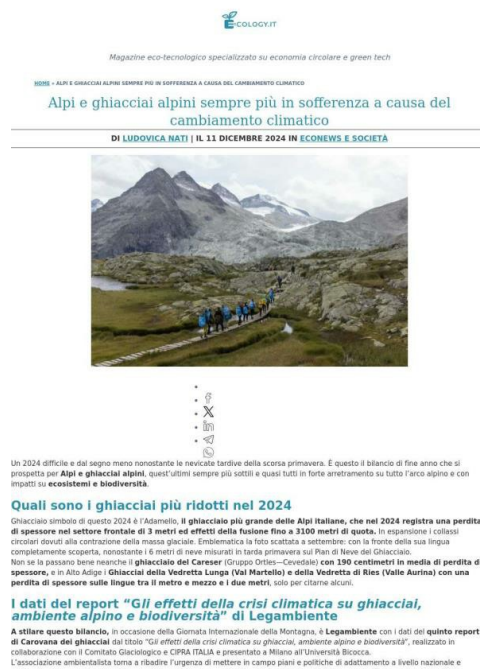 ECOLOGY.IT
Magazine eco-tecnologico specializzato su economia circolare e green tech
HOME » ALPI E GHIACCIAI ALPINI SEMPRE PIÙ IN SOFFERENZA A CAUSA DEL CAMBIAMENTO CLIMATICO
Alpi e ghiacciai alpini sempre più in sofferenza a causa del
cambiamento climatico
DI LUDOVICA NATI | IL 11 DICEMBRE 2024 IN ECONEWS E SOCIETÀ
Un 2024 difficile e dal segno meno nonostante le nevicate tardive della scorsa primavera. È questo il bilancio di fine anno che si
prospetta per Alpi e ghiacciai alpini, quest'ultimi sempre più sottili e quasi tutti in forte arretramento su tutto l'arco alpino e con
impatti su ecosistemi e biodiversità.
Quali sono i ghiacciai più ridotti nel 2024
Ghiacciaio simbolo di questo 2024 è l'Adamello, il ghiacciaio più grande delle Alpi italiane, che nel 2024 registra una perdita
di spessore nel settore frontale di 3 metri ed effetti della fusione fino a 3100 metri di quota. In espansione i collassi
circolari dovuti alla contrazione della massa glaciale. Emblematica la foto scattata a settembre: con la fronte della sua lingua
completamente scoperta, nonostante i 6 metri di neve misurati in tarda primavera sul Pian di Neve del Ghiacciaio.
Non se la passano bene neanche il ghiacciaio del Careser (Gruppo Ortles—Cevedale) con 190 centimetri in media di perdita di
spessore, e in Alto Adige i Ghiacciai della Vedretta Lunga (Val Martello) e della Vedretta di Ries (Valle Aurina) con una
perdita di spessore sulle lingue tra il metro e mezzo e i due metri, solo per citarne alcuni.
I dati del report "Gli effetti della crisi climatica su ghiacciai,
ambiente alpino e biodiversità" di Legambiente
A stilare questo bilancio, in occasione della Giornata Internazionale della Montagna, è Legambiente con i dati del quinto report
di Carovana dei ghiacciai dal titolo "Gli effetti della crisi climatica su ghiacciai, ambiente alpino e biodiversità", realizzato in
collaborazione con il Comitato Glaciologico e CIPRA ITALIA e presentato a Milano all'Università Bicocca.
L'associazione ambientalista torna a ribadire l'urgenza di mettere in campo piani e politiche di adattamento a livello nazionale e